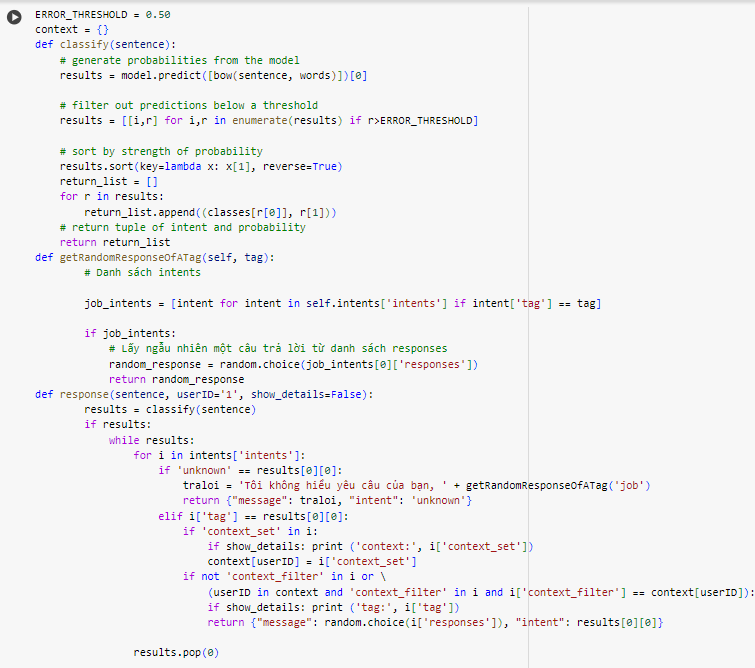 ERROR_THRESHOLD = 0.50
context = {}
def classify(sentence):
    # generate probabilities from the model
    results = model.predict([bow(sentence, words)])[0]

    # filter out predictions below a threshold
    results = [[i,r] for i,r in enumerate(results) if r>ERROR_THRESHOLD]

    # sort by strength of probability
    results.sort(key=lambda x: x[1], reverse=True)
    return_list = []
    for r in results:
        return_list.append((classes[r[0]], r[1]))
    # return tuple of intent and probability
    return return_list
def getRandomResponseOfATag(self, tag):
        # Danh sách intents

        job_intents = [intent for intent in self.intents['intents'] if intent['tag'] == tag]

        if job_intents:
            # Lấy ngẫu nhiên một câu trả lời từ danh sách responses
            random_response = random.choice(job_intents[0]['responses'])
            return random_response
def response(sentence, userID='1', show_details=False):
        results = classify(sentence)
        if results:
            while results:
                for i in intents['intents']:
                    if 'unknown' == results[0][0]:
                        traloi = 'Tôi không hiểu yêu câu của bạn, ' + getRandomResponseOfATag('job')
                        return {"message": traloi, "intent": 'unknown'}
                    elif i['tag'] == results[0][0]:
                        if 'context_set' in i:
                            if show_details: print ('context:', i['context_set'])
                            context[userID] = i['context_set']
                        if not 'context_filter' in i or \
                            (userID in context and 'context_filter' in i and i['context_filter'] == context[userID]):
                            if show_details: print ('tag:', i['tag'])
                            return {"message": random.choice(i['responses']), "intent": results[0][0]}

                results.pop(0)